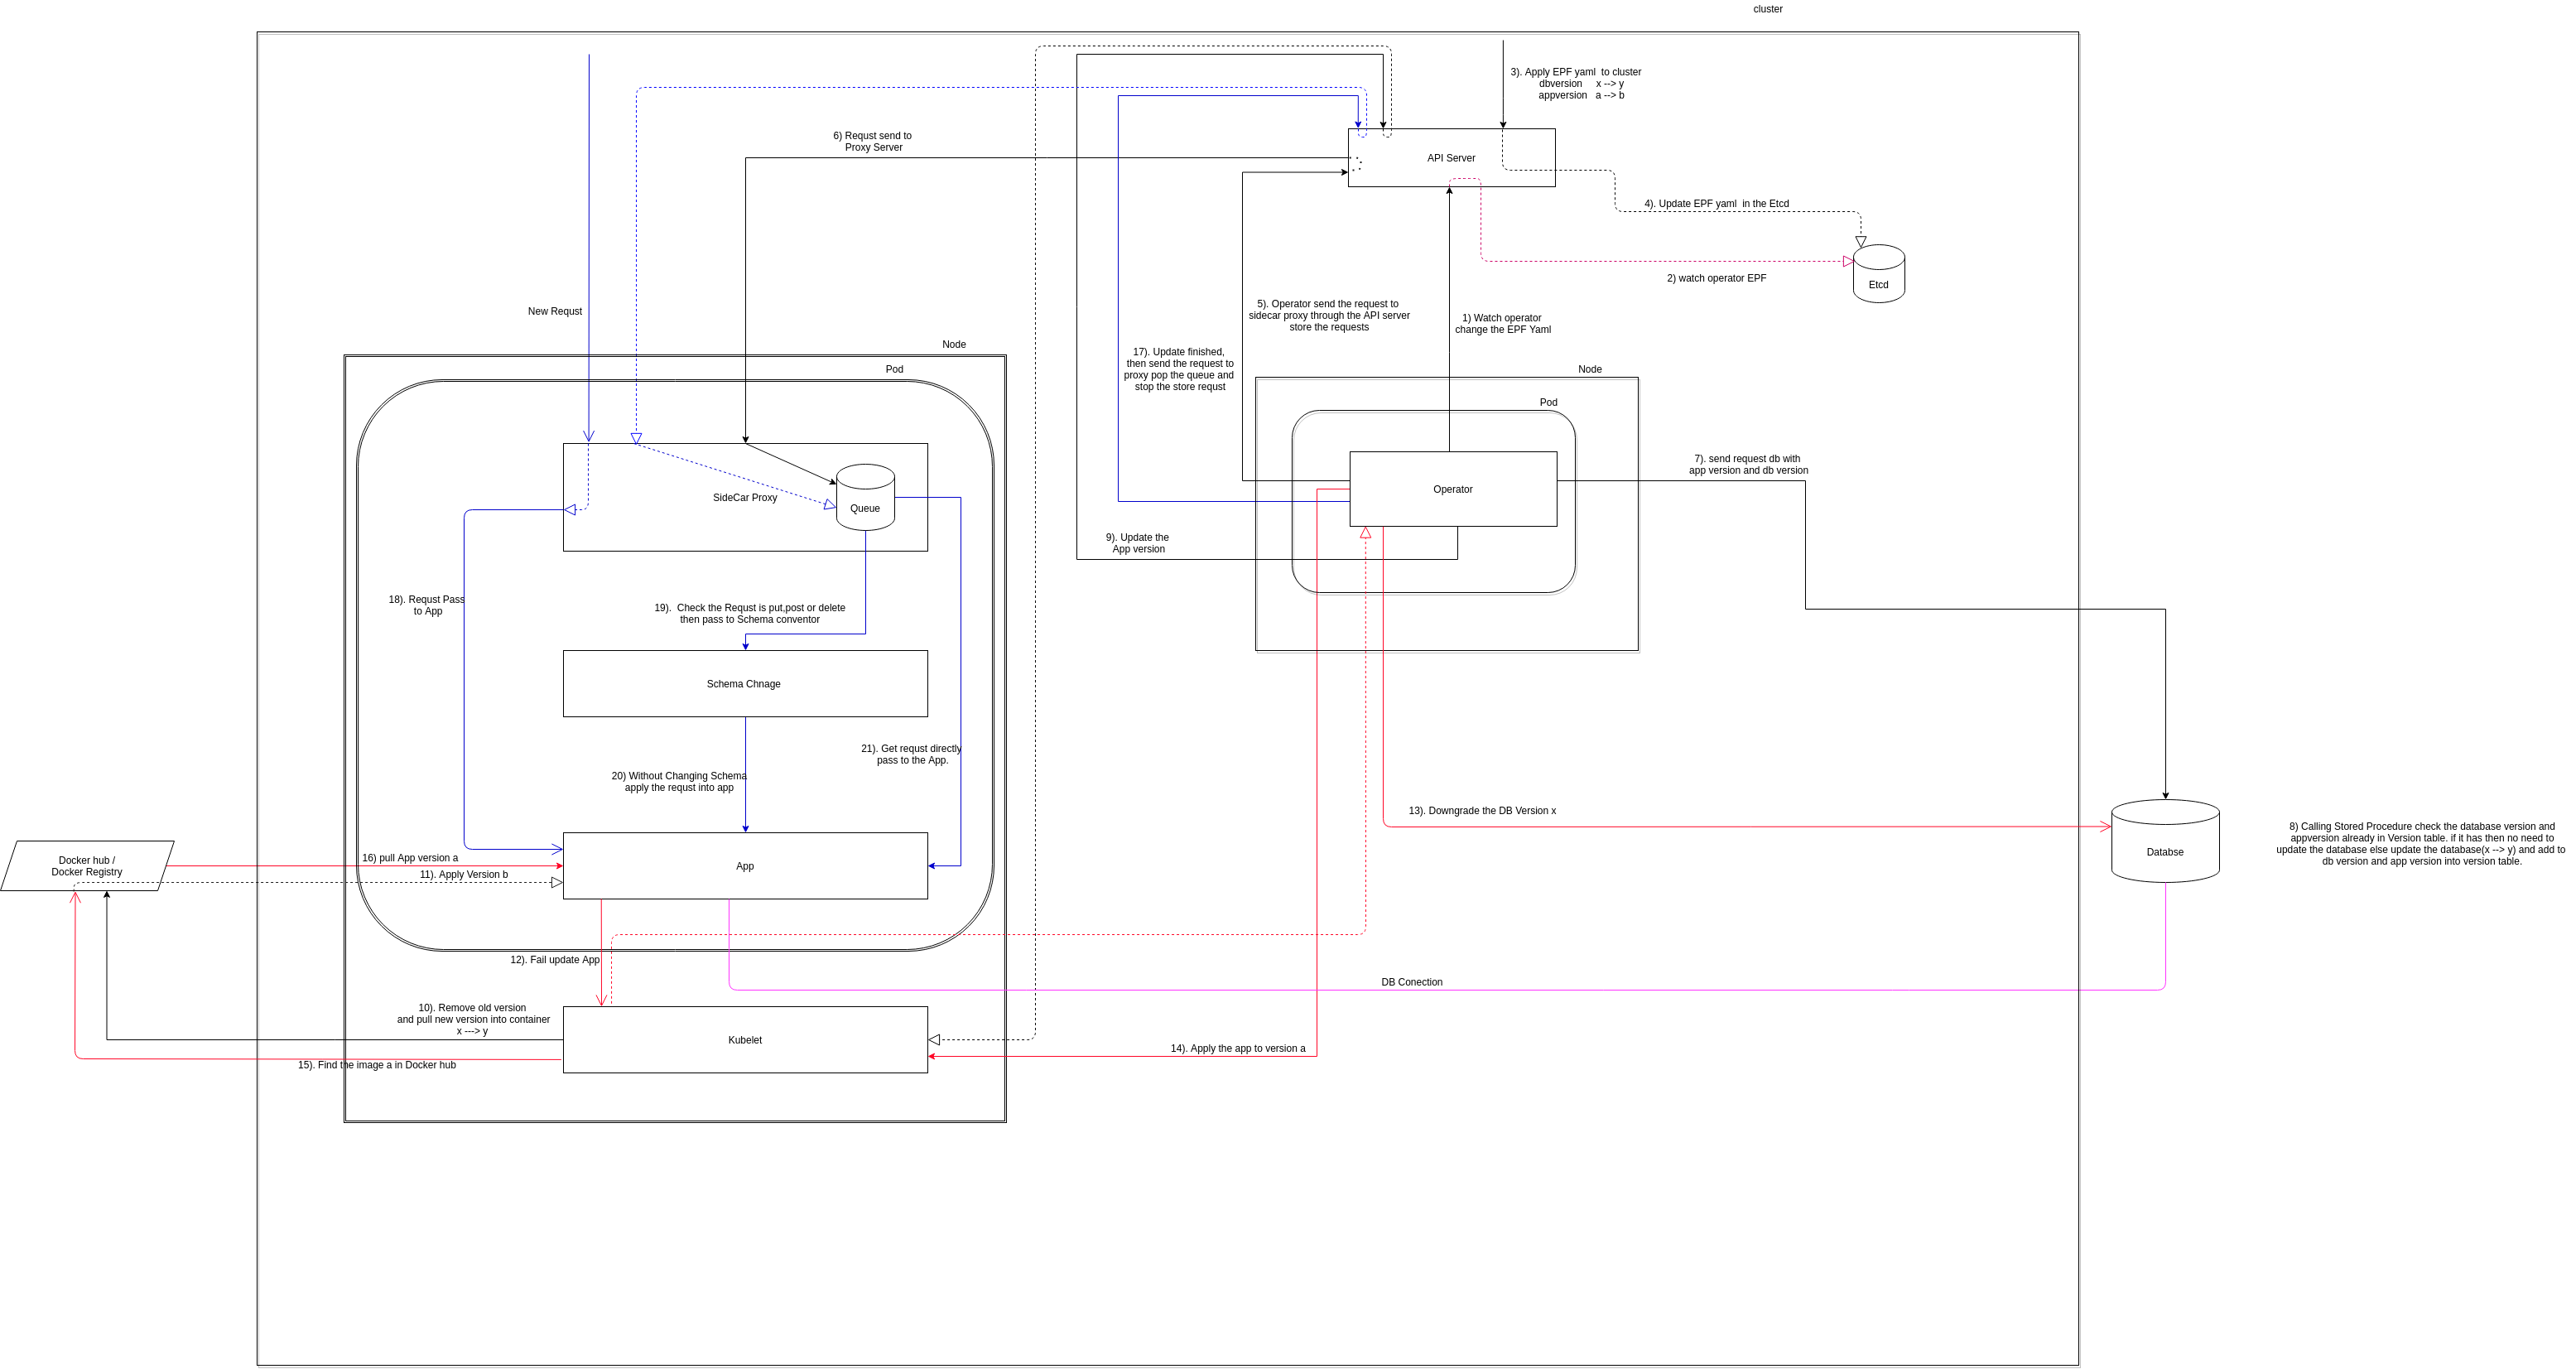 cluster
3). Apply EPF yaml  to cluster
dbversion     x --> y
appversion   a --> b
6) Requst send to
Proxy Server
API Server
4). Update EPF yaml  in the Etcd
2) watch operator EPF
Etcd
New Requst
5). Operator send the request to
sidecar proxy through the API server
store the requests
1) Watch operator
change the EPF Yaml
17). Update finished,
then send the request to
proxy pop the queue and
stop the store requst
Node
Pod
Node
Pod
7). send request db with
app version and db version
Operator
SideCar Proxy
Queue
9). Update the
App version
18). Requst Pass
to App
19).  Check the Requst is put,post or delete
then pass to Schema conventor
Schema Chnage
21). Get requst directly
pass to the App.
20) Without Changing Schema
apply the requst into app
13). Downgrade the DB Version x
8) Calling Stored Procedure check the database version and
appversion already in Version table. if it has then no need to
update the database else update the database(x --> y) and add to
db version and app version into version table.
Databse
Docker hub /
Docker Registry
16) pull App version a
11). Apply Version b
App
12). Fail update App
DB Conection
10). Remove old version
and pull new version into container
x ---> y
Kubelet
14). Apply the app to version a
15). Find the image a in Docker hub